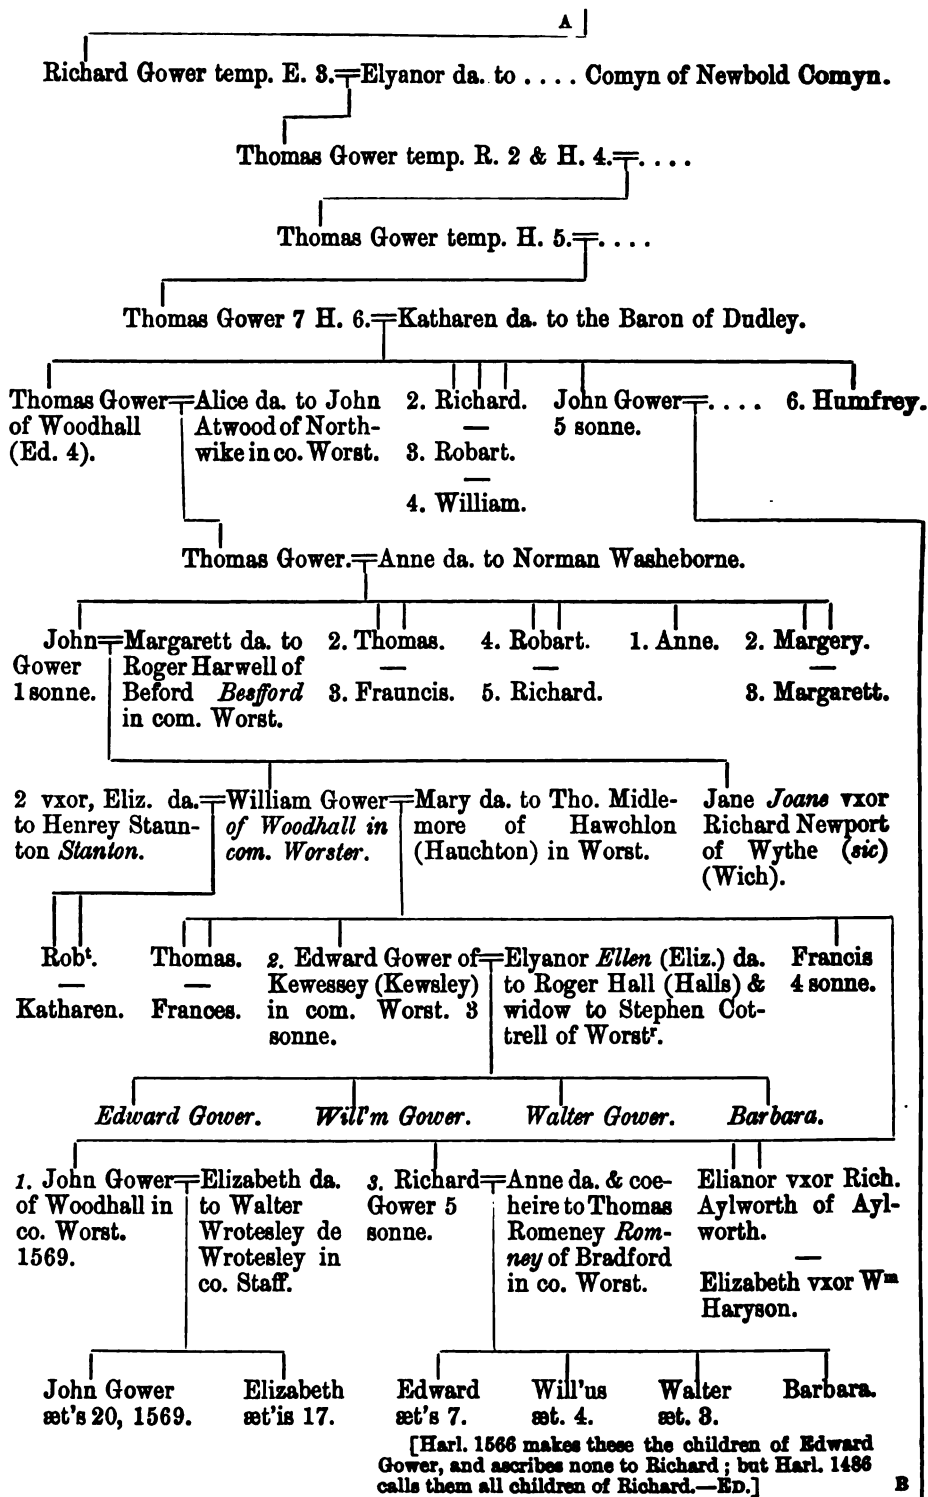 A
Richard Gower temp. E. 3.=Elyanor da. to . . . . Comyn of Newbold Comyn.
Thomas Gower temp. R. 2 & H. 4.=. . . .
Thomas Gower temp. H. 5.=. . . .
Thomas Gower 7 H. 6.=Katharen da. to the Baron of Dudley.
Thomas Gower=
of Woodhall
(Ed. 4).
Alice da. to John
Atwood of North-
wike in co. Worst.
2. Richard.
—
3. Robart.
—
4. William.
John Gower=. . . .
5 sonne.
6. Humfrey.
Thomas Gower.=Anne da. to Norman Washeborne.
John=
Gower
1 sonne.
Margarett da. to
Roger Harwell of
Beford Besfford
in com. Worst.
2. Thomas.
—
3. Frauncis.
4. Robart.
—
5. Richard.
1. Anne.
2. Margery.
—
3. Margarett.
2 vxor, Eliz. da.=
to Henrey Staun-
ton Stanton.
William Gower=
of Woodhall in
com. Worster.
Mary da. to Tho. Midle-
more of Hawchlon
(Hauchton) in Worst.
Jane Joane vxor
Richard Newport
of Wythe (sic)
(Wich).
Robt.
—
Katharen.
Thomas.
—
Frances.
2. Edward Gower of=
Kewessey (Kewsley)
in com. Worst. 3
sonne.
Elyanor Ellen (Eliz.) da.
to Roger Hall (Halls) &
widow to Stephen Cot-
trell of Worstr.
Francis
4 sonne.
Edward Gower.
Will'm Gower.
Walter Gower.
Barbara.
1. John Gower=
of Woodhall in
co. Worst.
1569.
Elizabeth da.
to Walter
Wrotesley de
Wrotesley in
co. Staff.
3. Richard=
Gower 5
sonne.
Anne da. & coe-
heire to Thomas
Romeney Rom-
ney of Bradford
in co. Worst.
Elianor vxor Rich.
Aylworth of Ayl-
worth.
—
Elizabeth vxor Wm
Haryson.
John Gower
æt's 20, 1569.
Elizabeth
æt'is 17.
Edward
æt's 7.
Will'us
æt. 4.
Walter
æt. 3.
Barbara.
[Harl. 1566 makes these the children of Edward
Gower, and ascribes none to Richard; but Harl. 1486
calls them all children of Richard.—ED.]
B